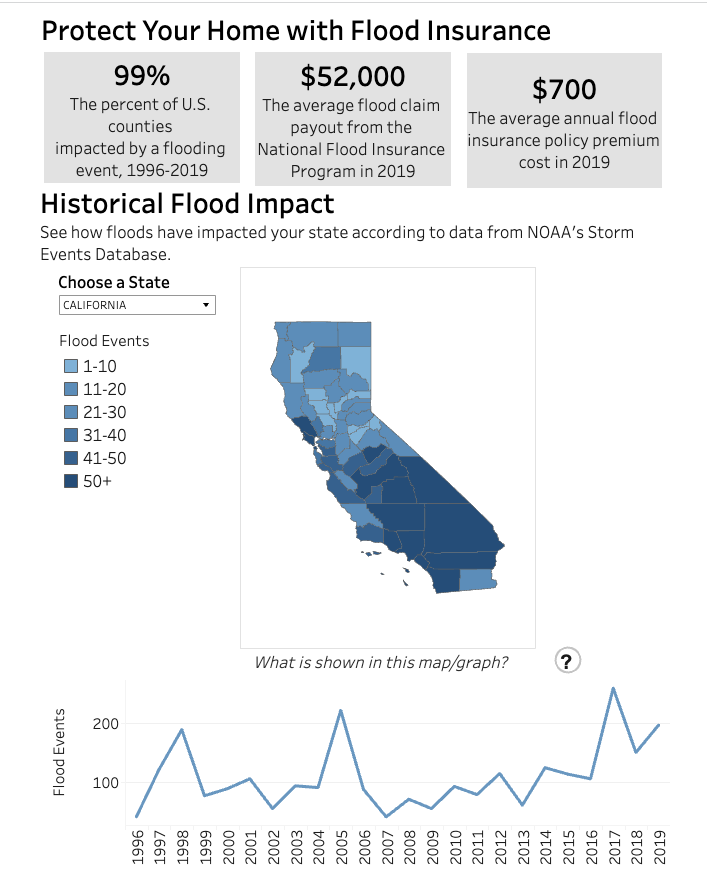 Protect Your Home with Flood Insurance
99%
The percent of U.S.
counties
impacted by a flooding
event, 1996-2019
$52,000
The average flood claim
payout from the
National Flood Insurance
Program in 2019
$700
The average annual flood
insurance policy premium
cost in 2019
Historical Flood Impact
See how floods have impacted your state according to data from NOAA's Storm
Events Database.
Choose a State
CALIFORNIA
Flood Events
1-10
11-20
21-30
31-40
41-50
50+
What is shown in this map/graph?
?
Flood Events
200
100
1996
1997
1998
1999
2000
2001
2002
2003
2004
2005
2006
2007
2008
2009
2010
2011
2012
2013
2014
2015
2016
2017
2018
2019